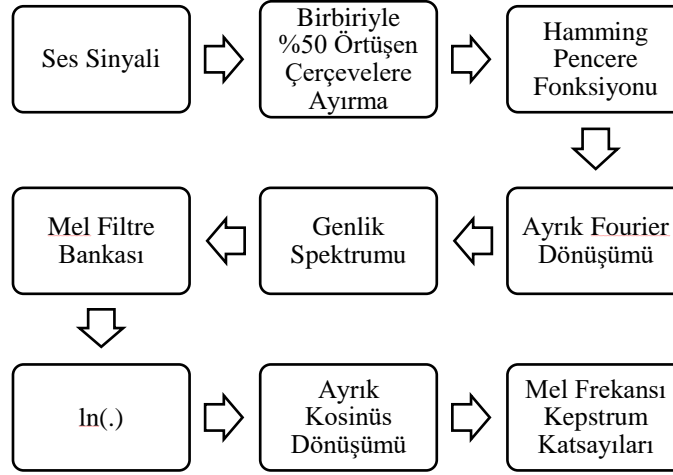 Ses Sinyali
Birbiriyle
%50 Örtüşen
Çerçevelere
Ayırma
Hamming
Pencere
Fonksiyonu
Ayrık Fourier
Dönüşümü
Genlik
Spektrumu
Mel Filtre
Bankası
ln(.)
Ayrık
Kosinüs
Dönüşümü
Mel Frekansı
Kepstrum
Katsayıları